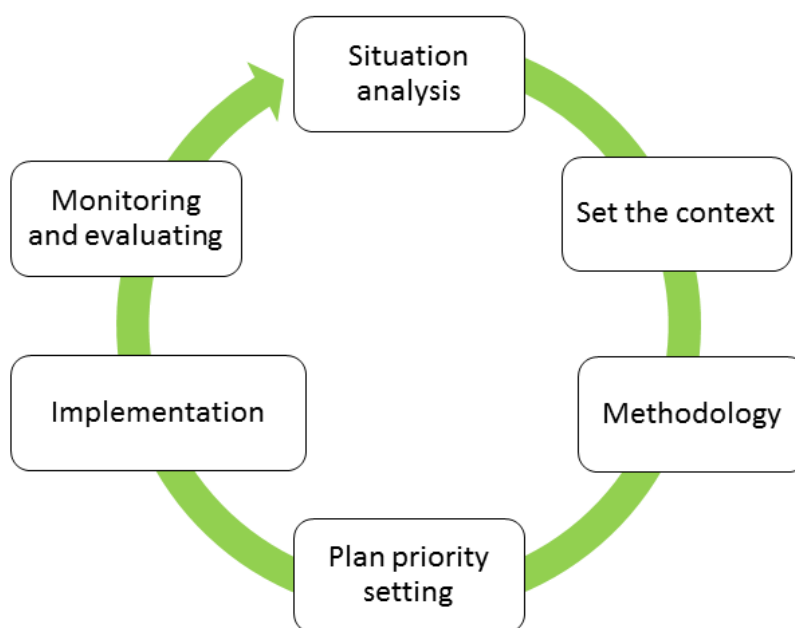 Situation
analysis
Set the context
Methodology
Plan priority
setting
Implementation
Monitoring
and evaluating